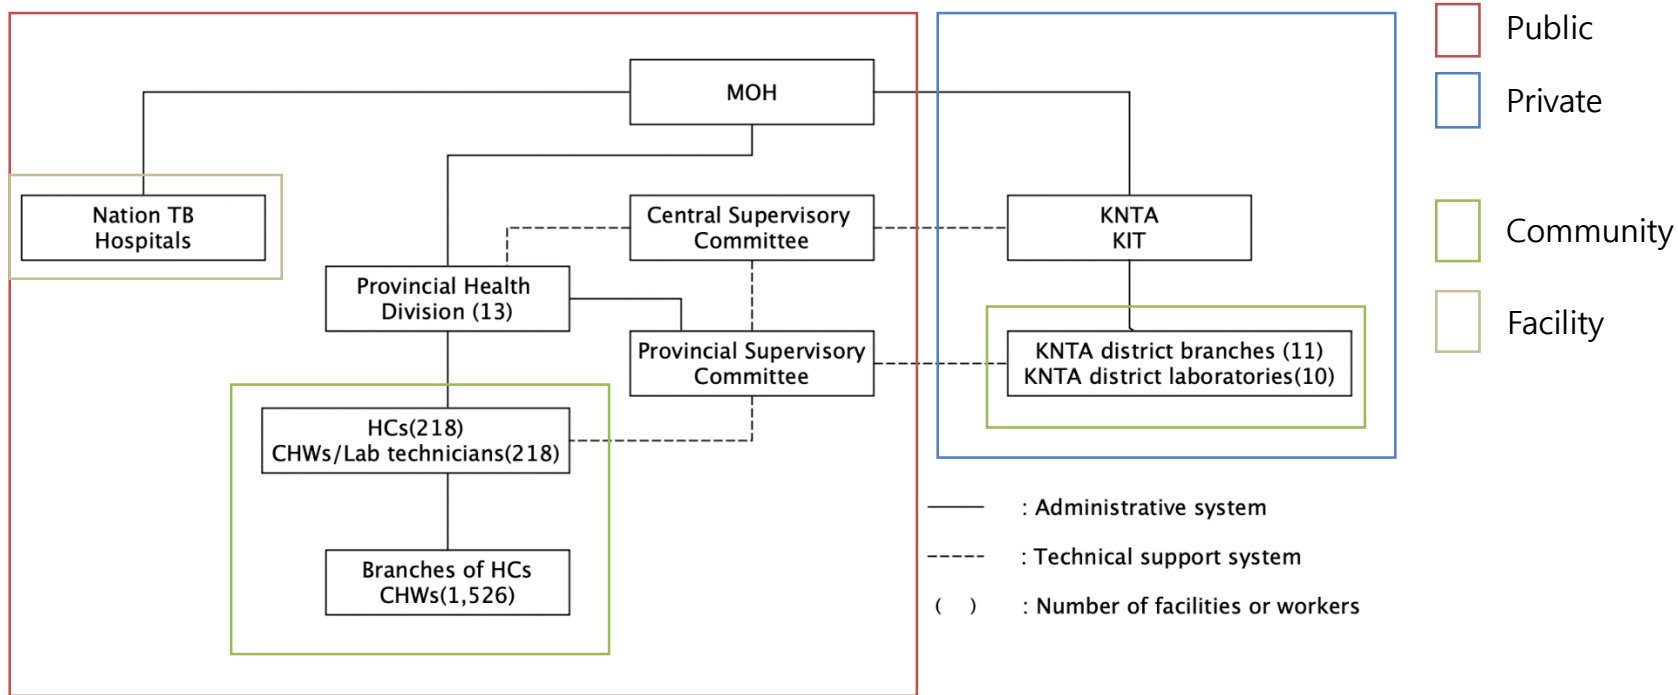 Public
Private
Community
Facility
MOH
Nation TB
Hospitals
Central Supervisory
Committee
KNTA
KIT
Provincial Health
Division (13)
Provincial Supervisory
Committee
KNTA district branches (11)
KNTA district laboratories(10)
HCs(218)
CHWs/Lab technicians(218)
Branches of HCs
CHWs(1,526)
: Administrative system
: Technical support system
( ) : Number of facilities or workers